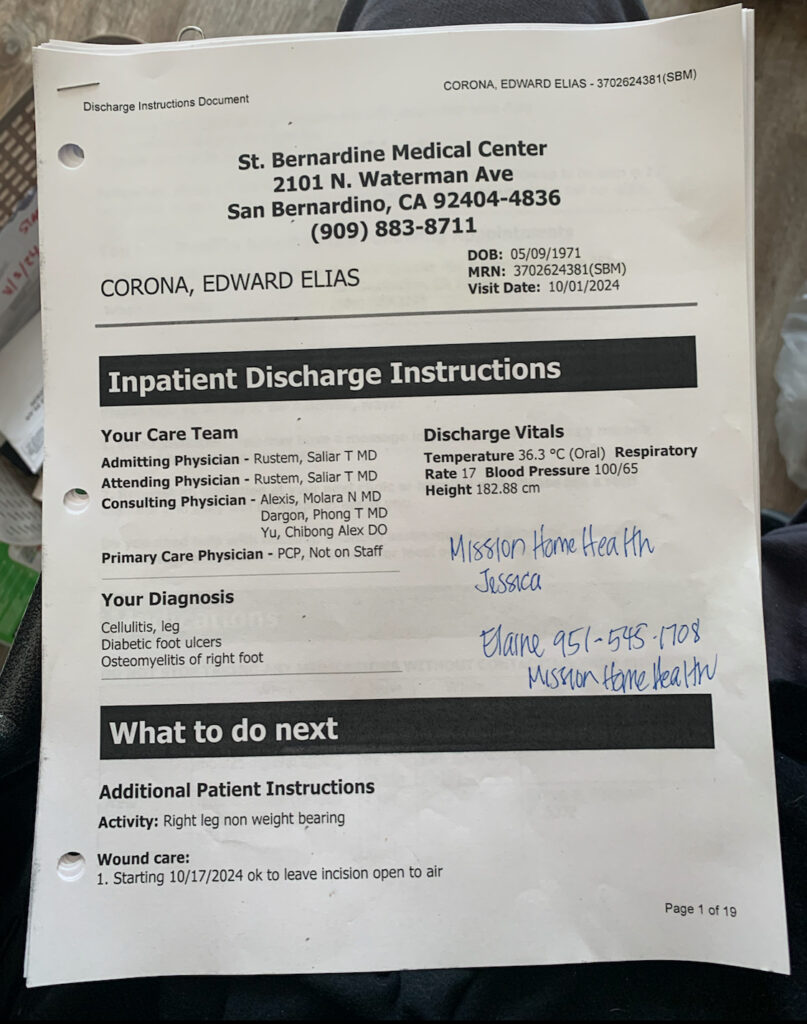 Discharge Instructions Document
CORONA, EDWARD ELIAS - 3702624381(SBM)
St. Bernardine Medical Center
2101 N. Waterman Ave
San Bernardino, CA 92404-4836
(909) 883-8711
CORONA, EDWARD ELIAS
DOB: 05/09/1971
MRN: 3702624381(SBM)
Visit Date: 10/01/2024
Inpatient Discharge Instructions
Your Care Team
Admitting Physician - Rustem, Saliar T MD
Attending Physician - Rustem, Saliar T MD
Consulting Physician - Alexis, Molara N MD
Dargon, Phong T MD
Yu, Chibong Alex DO
Primary Care Physician - PCP, Not on Staff
Discharge Vitals
Temperature 36.3 °C (Oral) Respiratory
Rate 17 Blood Pressure 100/65
Height 182.88 cm
Mission Home Health
Jessica
Elaine 951-545-1708
Mission Home Health
Your Diagnosis
Cellulitis, leg
Diabetic foot ulcers
Osteomyelitis of right foot
What to do next
Additional Patient Instructions
Activity: Right leg non weight bearing
Wound care:
1. Starting 10/17/2024 ok to leave incision open to air
Page 1 of 19